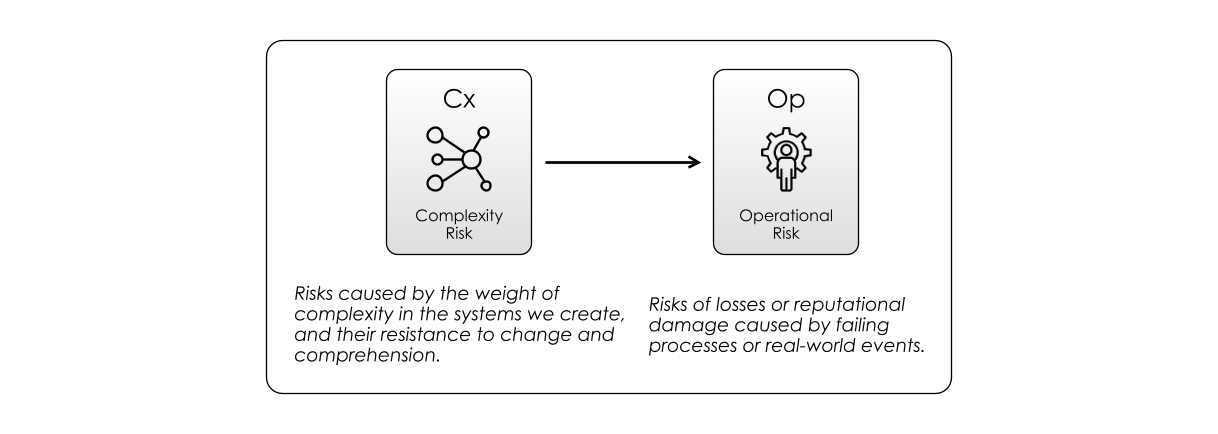 Cx
Complexity
Risk
Risks caused by the weight of
complexity in the systems we create,
and their resistance to change and
comprehension.
Op
Operational
Risk
Risks of losses or reputational
damage caused by failing
processes or real-world events.